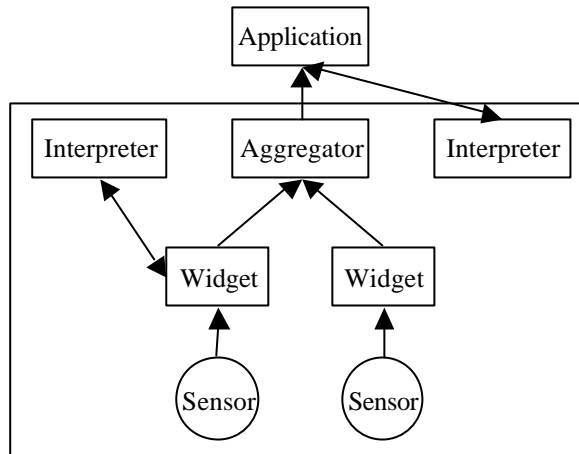 Application
Interpreter
Aggregator
Interpreter
Widget
Widget
Sensor
Sensor